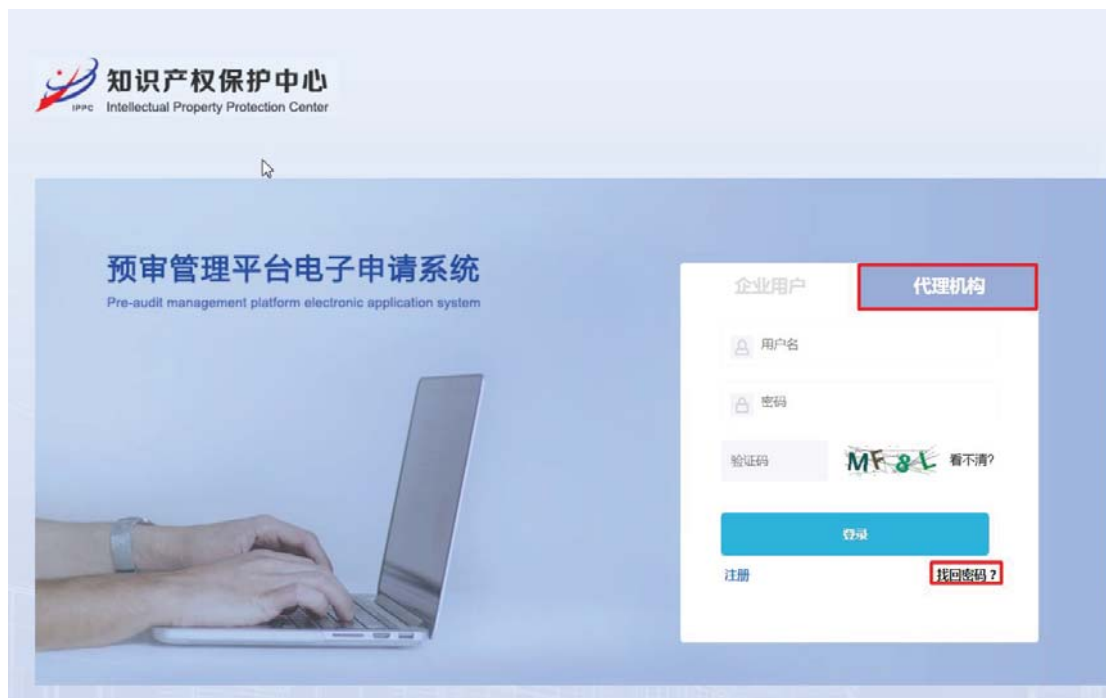 知识产权保护中心
IPPC Intellectual Property Protection Center
预审管理平台电子申请系统
Pre-audit management platform electronic application system
企业用户 代理机构
用户名
密码
验证码 MF8L 看不清?
登录
注册 找回密码?